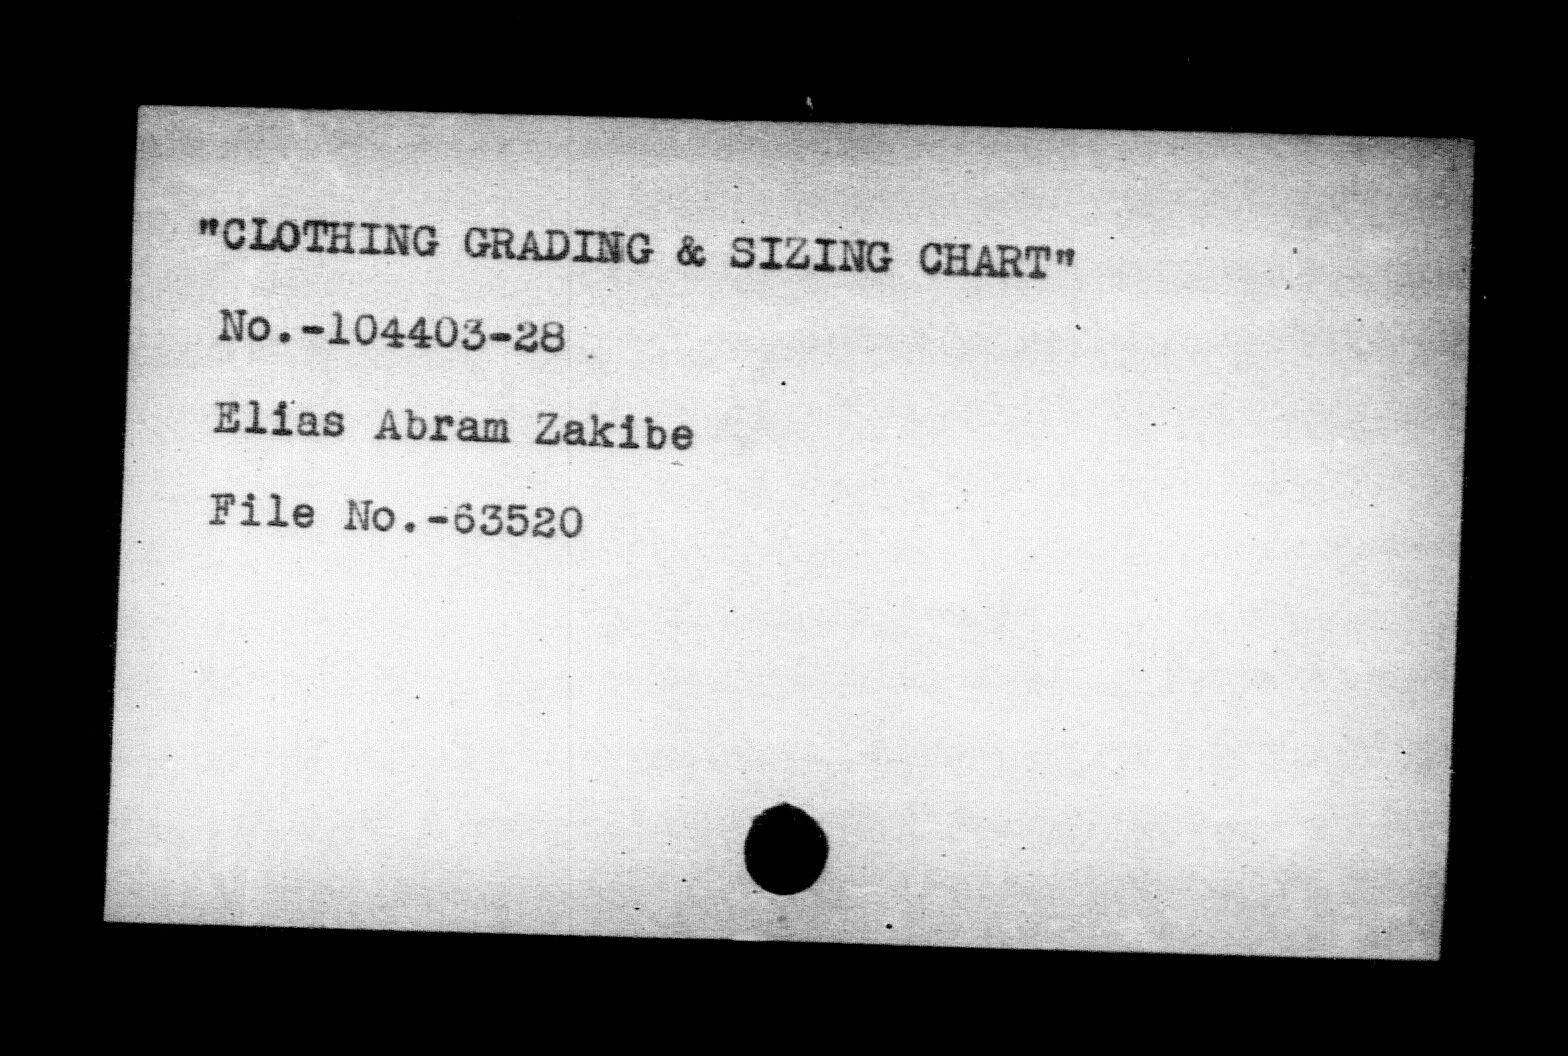 "CLOTHING GRADING & SIZING CHART"
No.-104403-28
Elias Abram Zakibe
File No.-63520